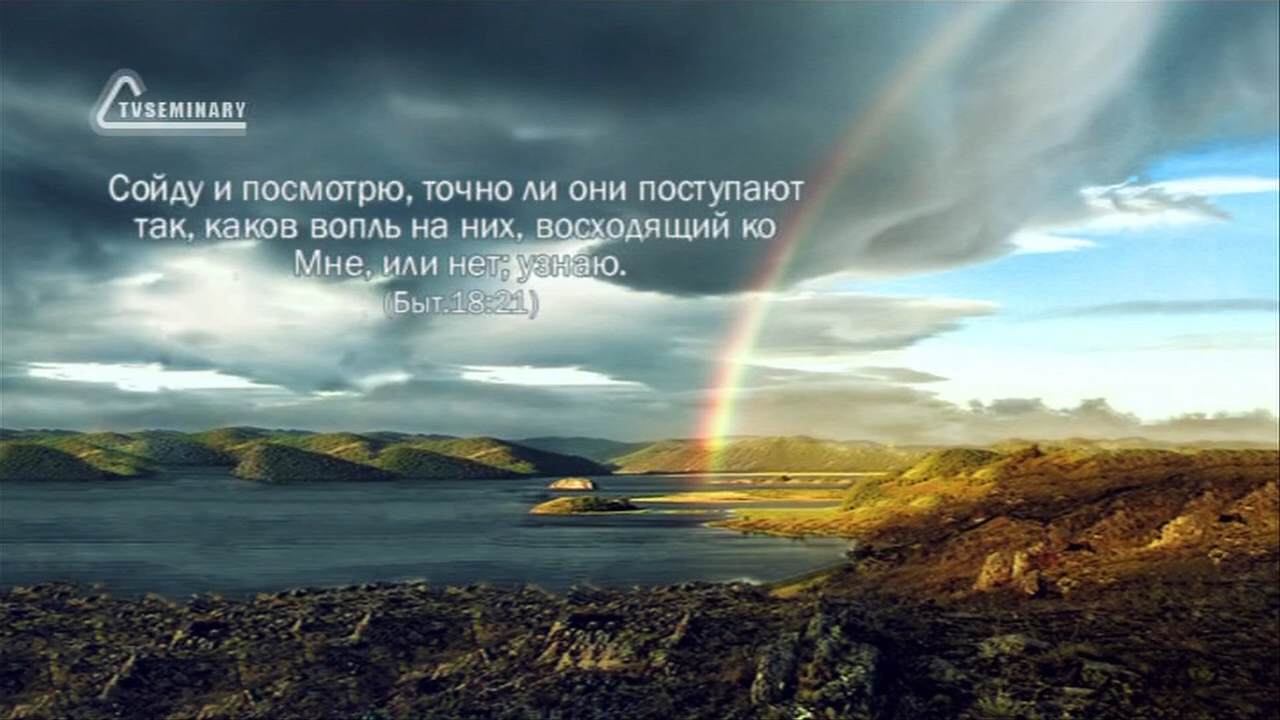 TVSEMINARY
Сойду и посмотрю, точно ли они поступают
так, каков вопль на них, восходящий ко
Мне, или нет; узнаю.
(Быт.18:21)